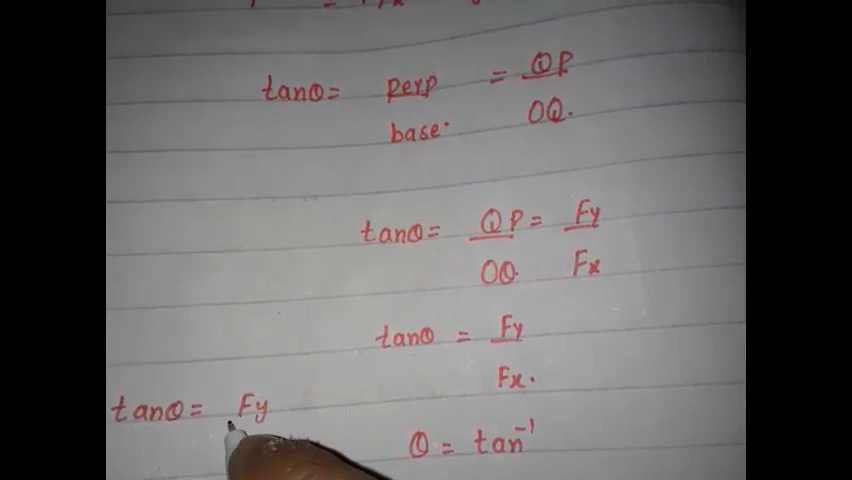 tanθ = perp = QP
base. OQ.
tanθ = QP = Fy
OQ Fx
tanθ = Fy
Fx.
tanθ = Fy
θ = tan⁻¹